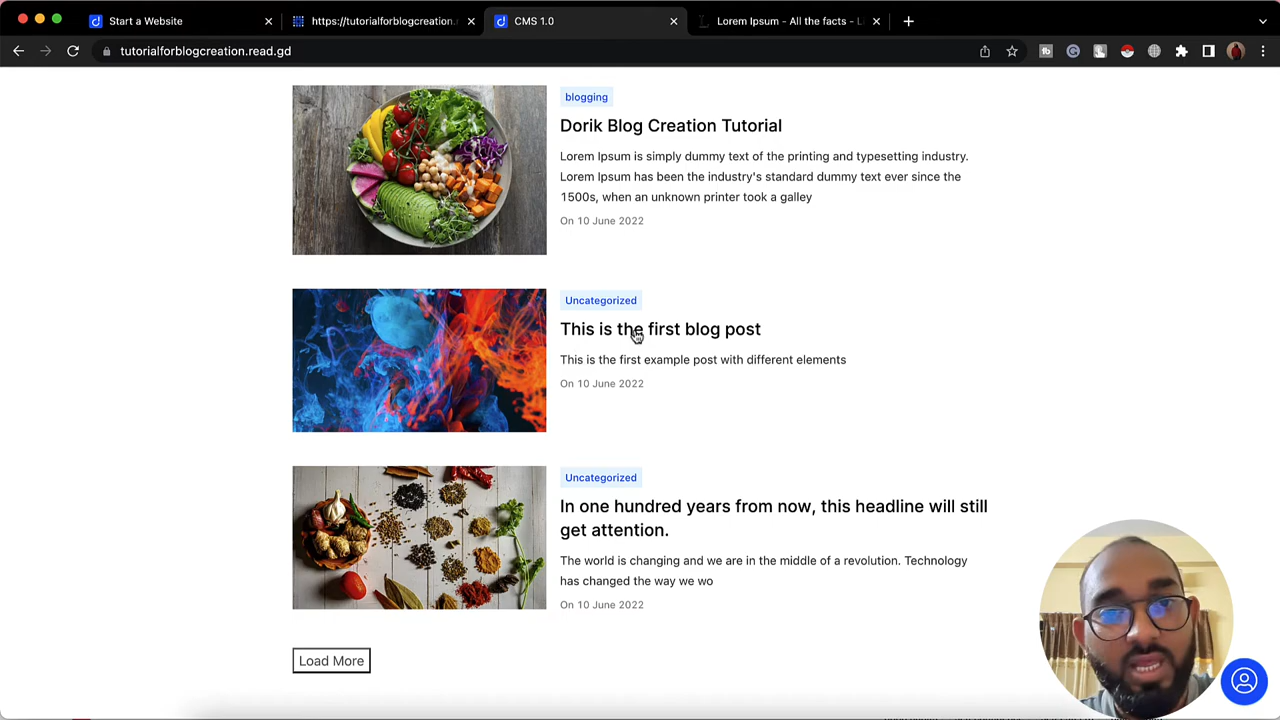 Start a Website
https://tutorialforblogcreation.r
CMS 1.0
Lorem Ipsum - All the facts - L
tutorialforblogcreation.read.gd
blogging
Dorik Blog Creation Tutorial
Lorem Ipsum is simply dummy text of the printing and typesetting industry.
Lorem Ipsum has been the industry's standard dummy text ever since the
1500s, when an unknown printer took a galley
On 10 June 2022
Uncategorized
This is the first blog post
This is the first example post with different elements
On 10 June 2022
Uncategorized
In one hundred years from now, this headline will still
get attention.
The world is changing and we are in the middle of a revolution. Technology
has changed the way we wo
On 10 June 2022
Load More